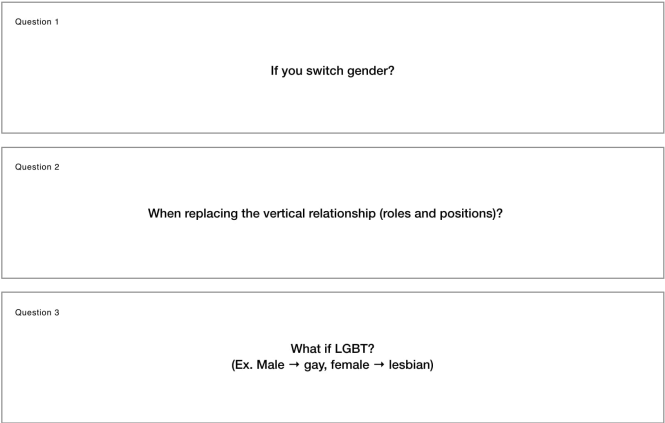 Question 1
If you switch gender?
Question 2
When replacing the vertical relationship (roles and positions)?
Question 3
What if LGBT?
(Ex. Male → gay, female → lesbian)